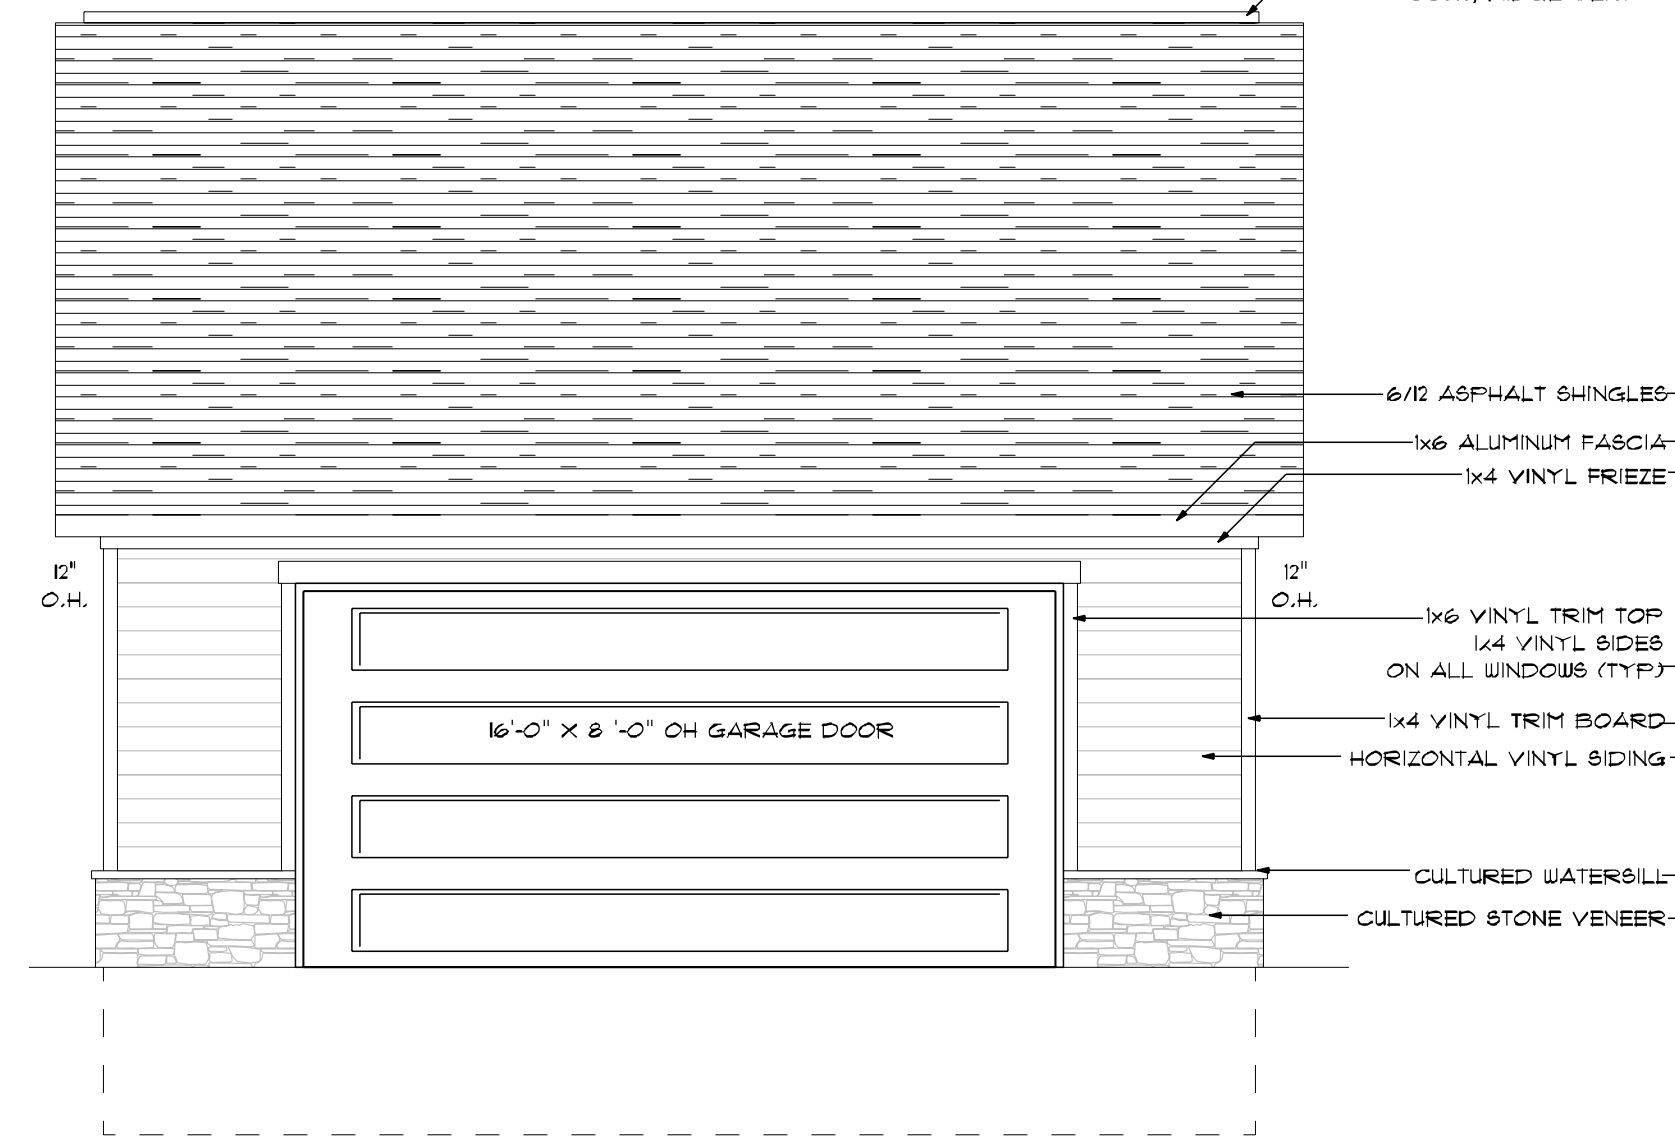 6/12 ASPHALT SHINGLES
1x6 ALUMINUM FASCIA
1x4 VINYL FRIEZE
12"
O.H.
12"
O.H.
1x6 VINYL TRIM TOP
1x4 VINYL SIDES
ON ALL WINDOWS (TYP.)
16'-0" X 8 '-0" OH GARAGE DOOR
1x4 VINYL TRIM BOARD
HORIZONTAL VINYL SIDING
CULTURED WATERSILL
CULTURED STONE VENEER